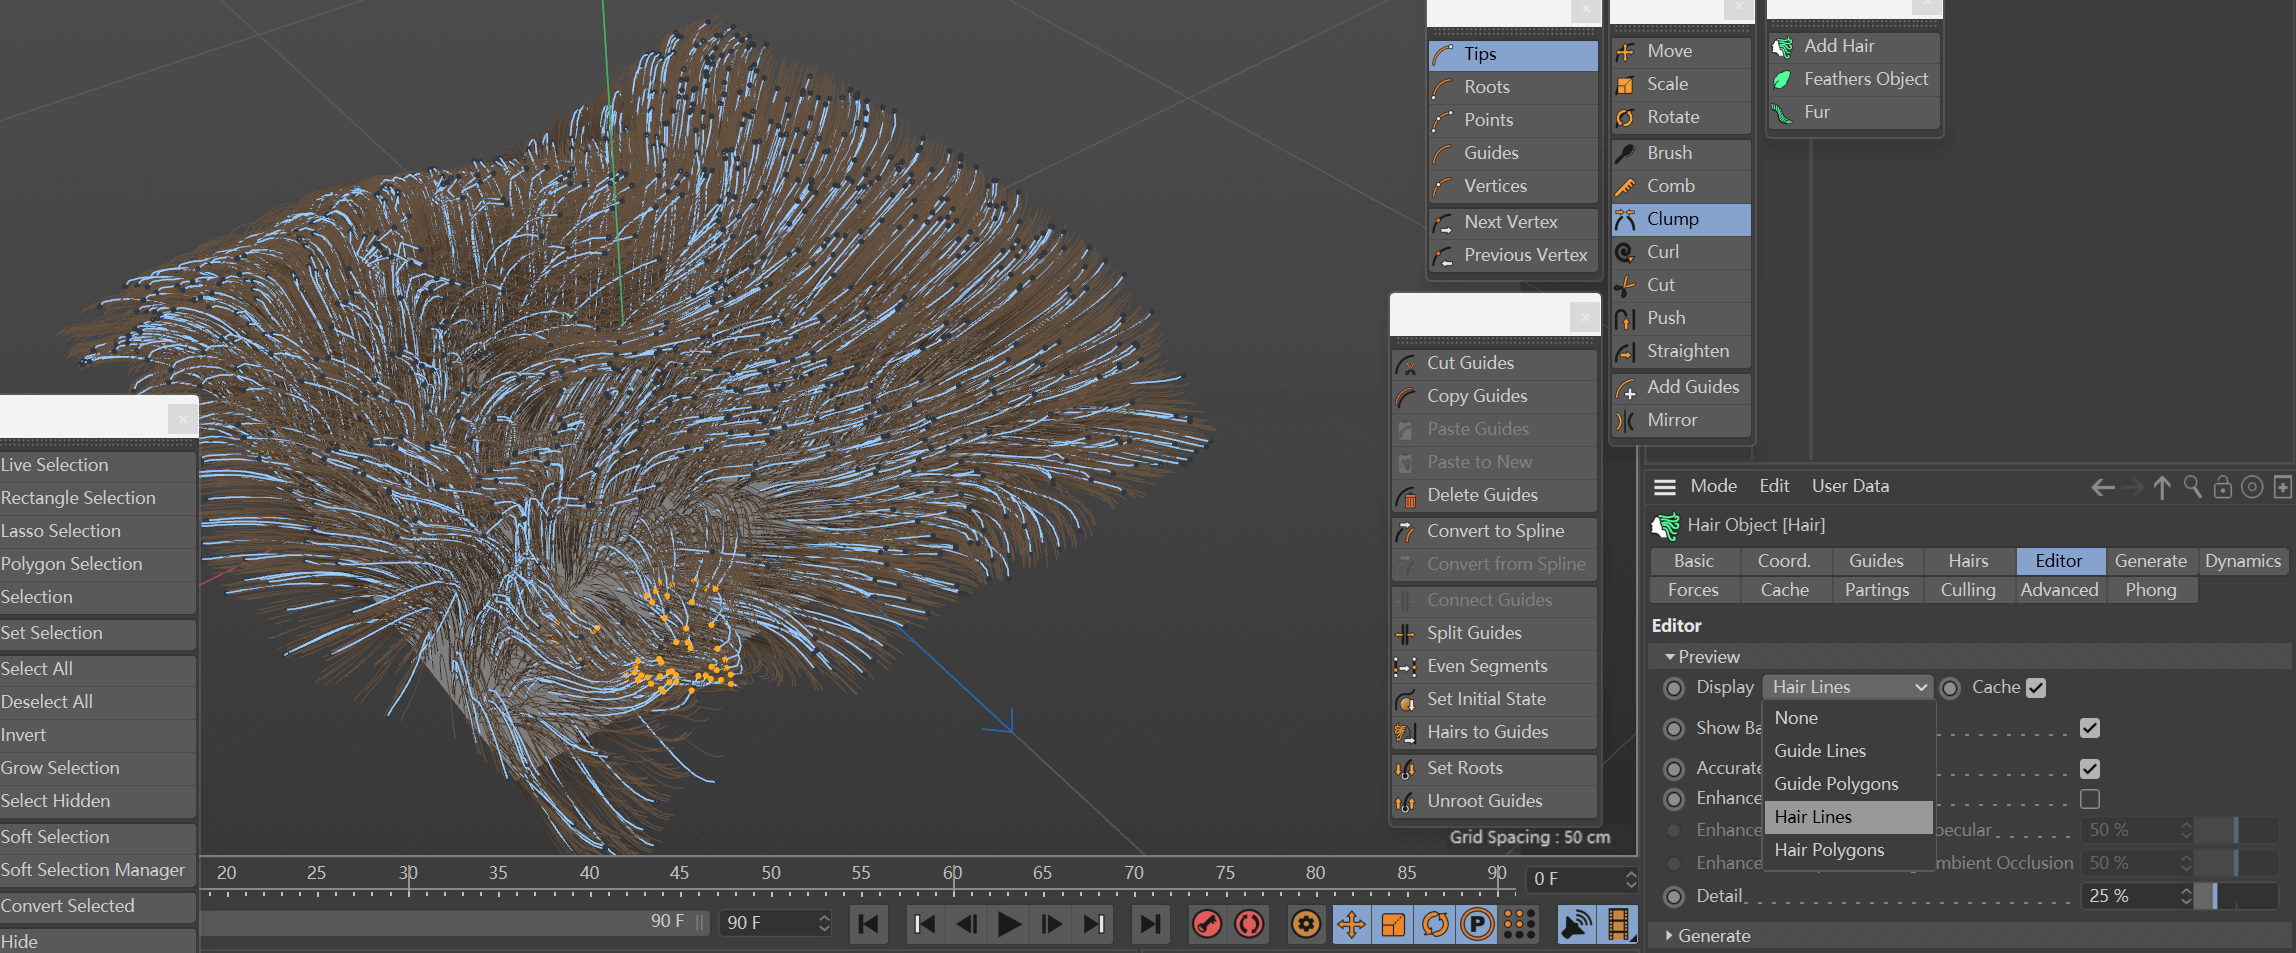 Tips
Roots
Points
Guides
Vertices
Next Vertex
Previous Vertex
Move
Scale
Rotate
Brush
Comb
Clump
Curl
Cut
Push
Straighten
Add Guides
Mirror
Add Hair
Feathers Object
Fur
Cut Guides
Copy Guides
Paste Guides
Paste to New
Delete Guides
Convert to Spline
Convert from Spline
Connect Guides
Split Guides
Even Segments
Set Initial State
Hairs to Guides
Set Roots
Unroot Guides
Grid Spacing : 50 cm
Live Selection
Rectangle Selection
Lasso Selection
Polygon Selection
Selection
Set Selection
Select All
Deselect All
Invert
Grow Selection
Select Hidden
Soft Selection
Soft Selection Manager
Convert Selected
Hide
Mode Edit User Data
Hair Object [Hair]
Basic Coord. Guides Hairs Editor Generate Dynamics
Forces Cache Partings Culling Advanced Phong
Editor
Preview
Display Hair Lines Cache
None
Guide Lines
Guide Polygons
Hair Lines
Hair Polygons
Show Ba
Accurate
Enhance
Enhance pecular 50 %
Enhance mbient Occlusion 50 %
Detail 25 %
Generate
20 25 30 35 40 45 50 55 60 65 70 75 80 85 90 0 F
90 F 90 F
P